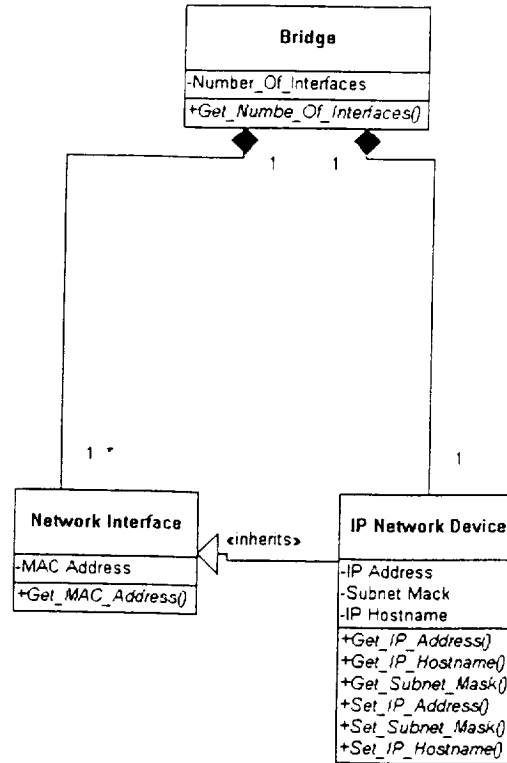 Bridge
-Number_Of_Interfaces
+Get_Numbe_Of_Interfaces()
1 1
1 *
1
Network Interface
-MAC Address
+Get_MAC_Address()
«inherits»
IP Network Device
-IP Address
-Subnet Mack
-IP Hostname
+Get_IP_Address()
+Get_IP_Hostname()
+Get_Subnet_Mask()
+Set_IP_Address()
+Set_Subnet_Mask()
+Set_IP_Hostname()